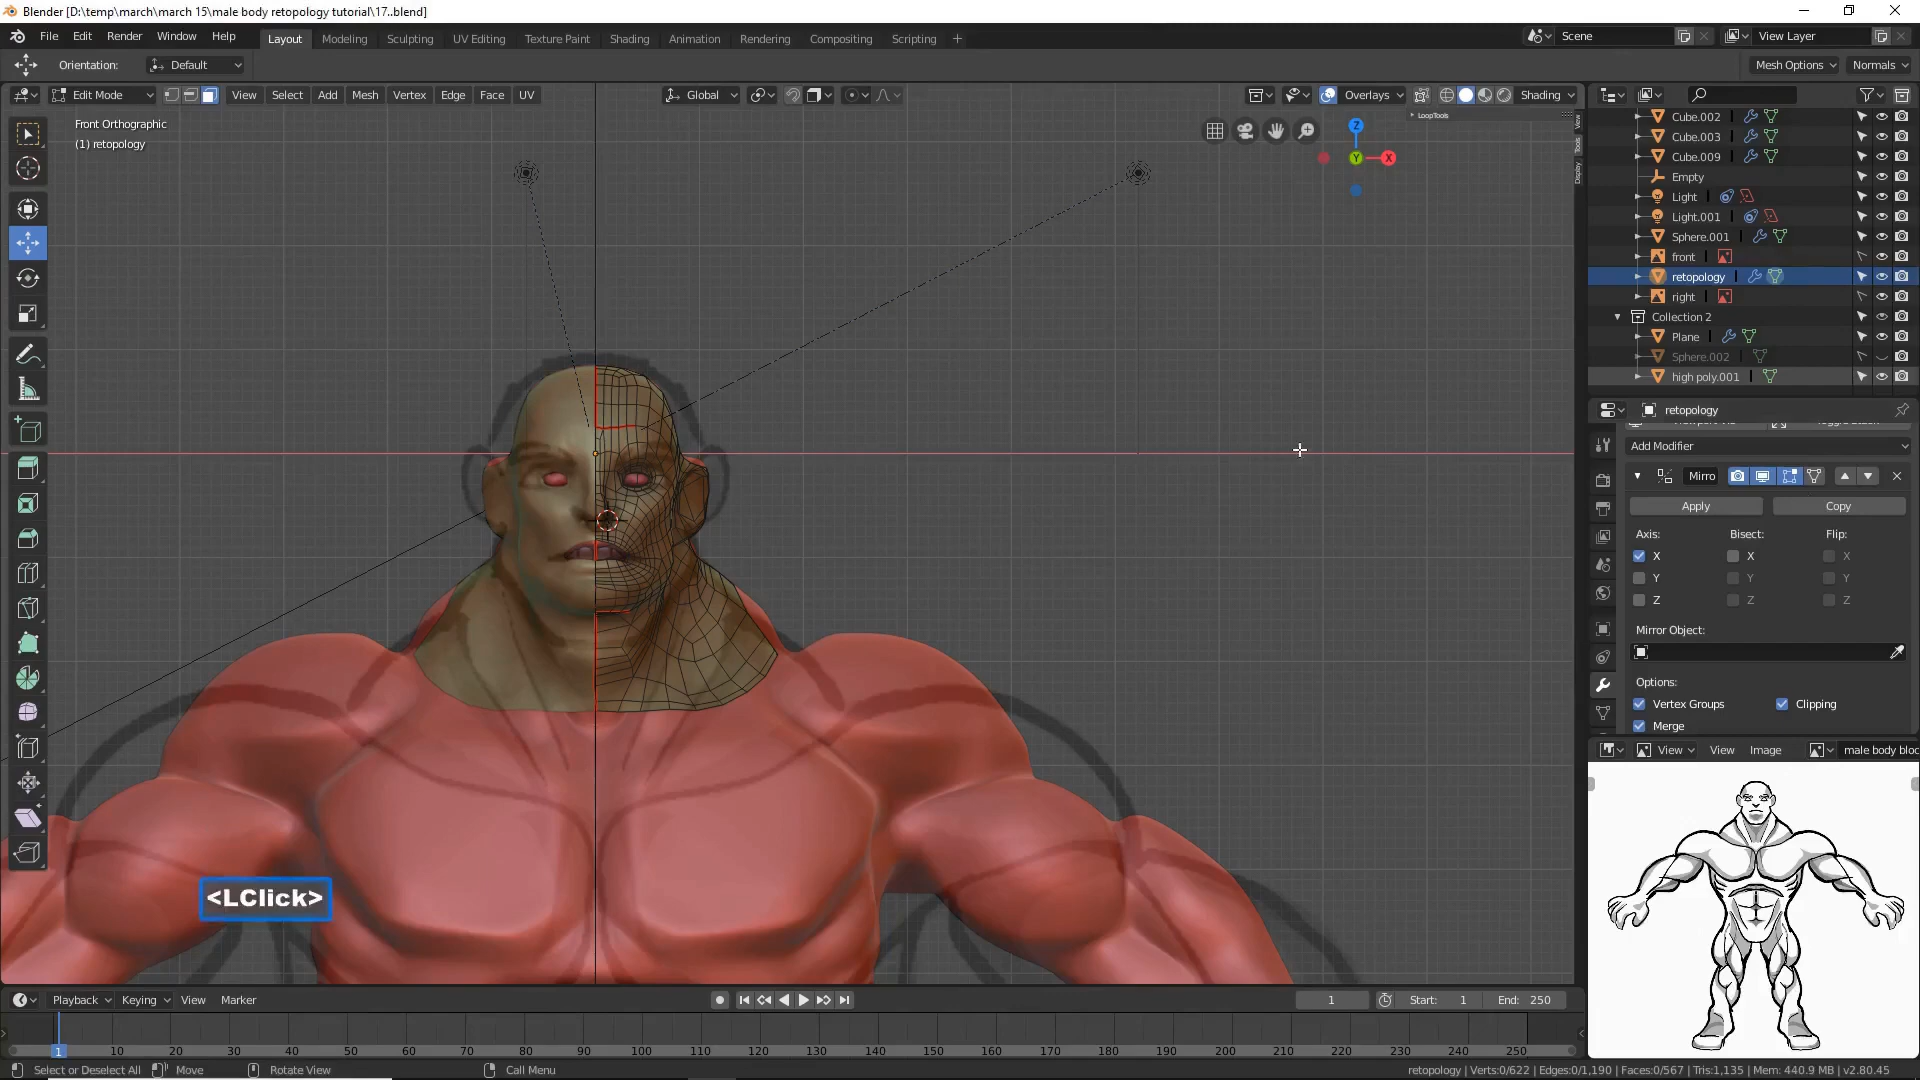 Blender [D:\temp\march\march 15\male body retopology tutorial\17..blend]
File Edit Render Window Help
Layout Modeling Sculpting UV Editing Texture Paint Shading Animation Rendering Compositing Scripting +
Scene
View Layer
Orientation: Default
Mesh Options Normals
Edit Mode View Select Add Mesh Vertex Edge Face UV
Global
Overlays Shading
Front Orthographic
(1) retopology
LoopTools
View
Tools
Display
Z
Y
X
Cube.002
Cube.003
Cube.009
Empty
Light
Light.001
Sphere.001
front
retopology
right
Collection 2
Plane
Sphere.002
high poly.001
retopology
Add Modifier
Mirro
Apply Copy
Axis: Bisect: Flip:
X X X
Y Y Y
Z Z Z
Mirror Object:
Options:
Vertex Groups Clipping
Merge
View View Image male body bloc
<LClick>
Playback Keying View Marker
1 Start: 1 End: 250
1 10 20 30 40 50 60 70 80 90 100 110 120 130 140 150 160 170 180 190 200 210 220 230 240 250
Select or Deselect All Move Rotate View Call Menu
retopology | Verts:0/622 | Edges:0/1,190 | Faces:0/567 | Tris:1,135 | Mem: 440.9 MB | v2.80.45